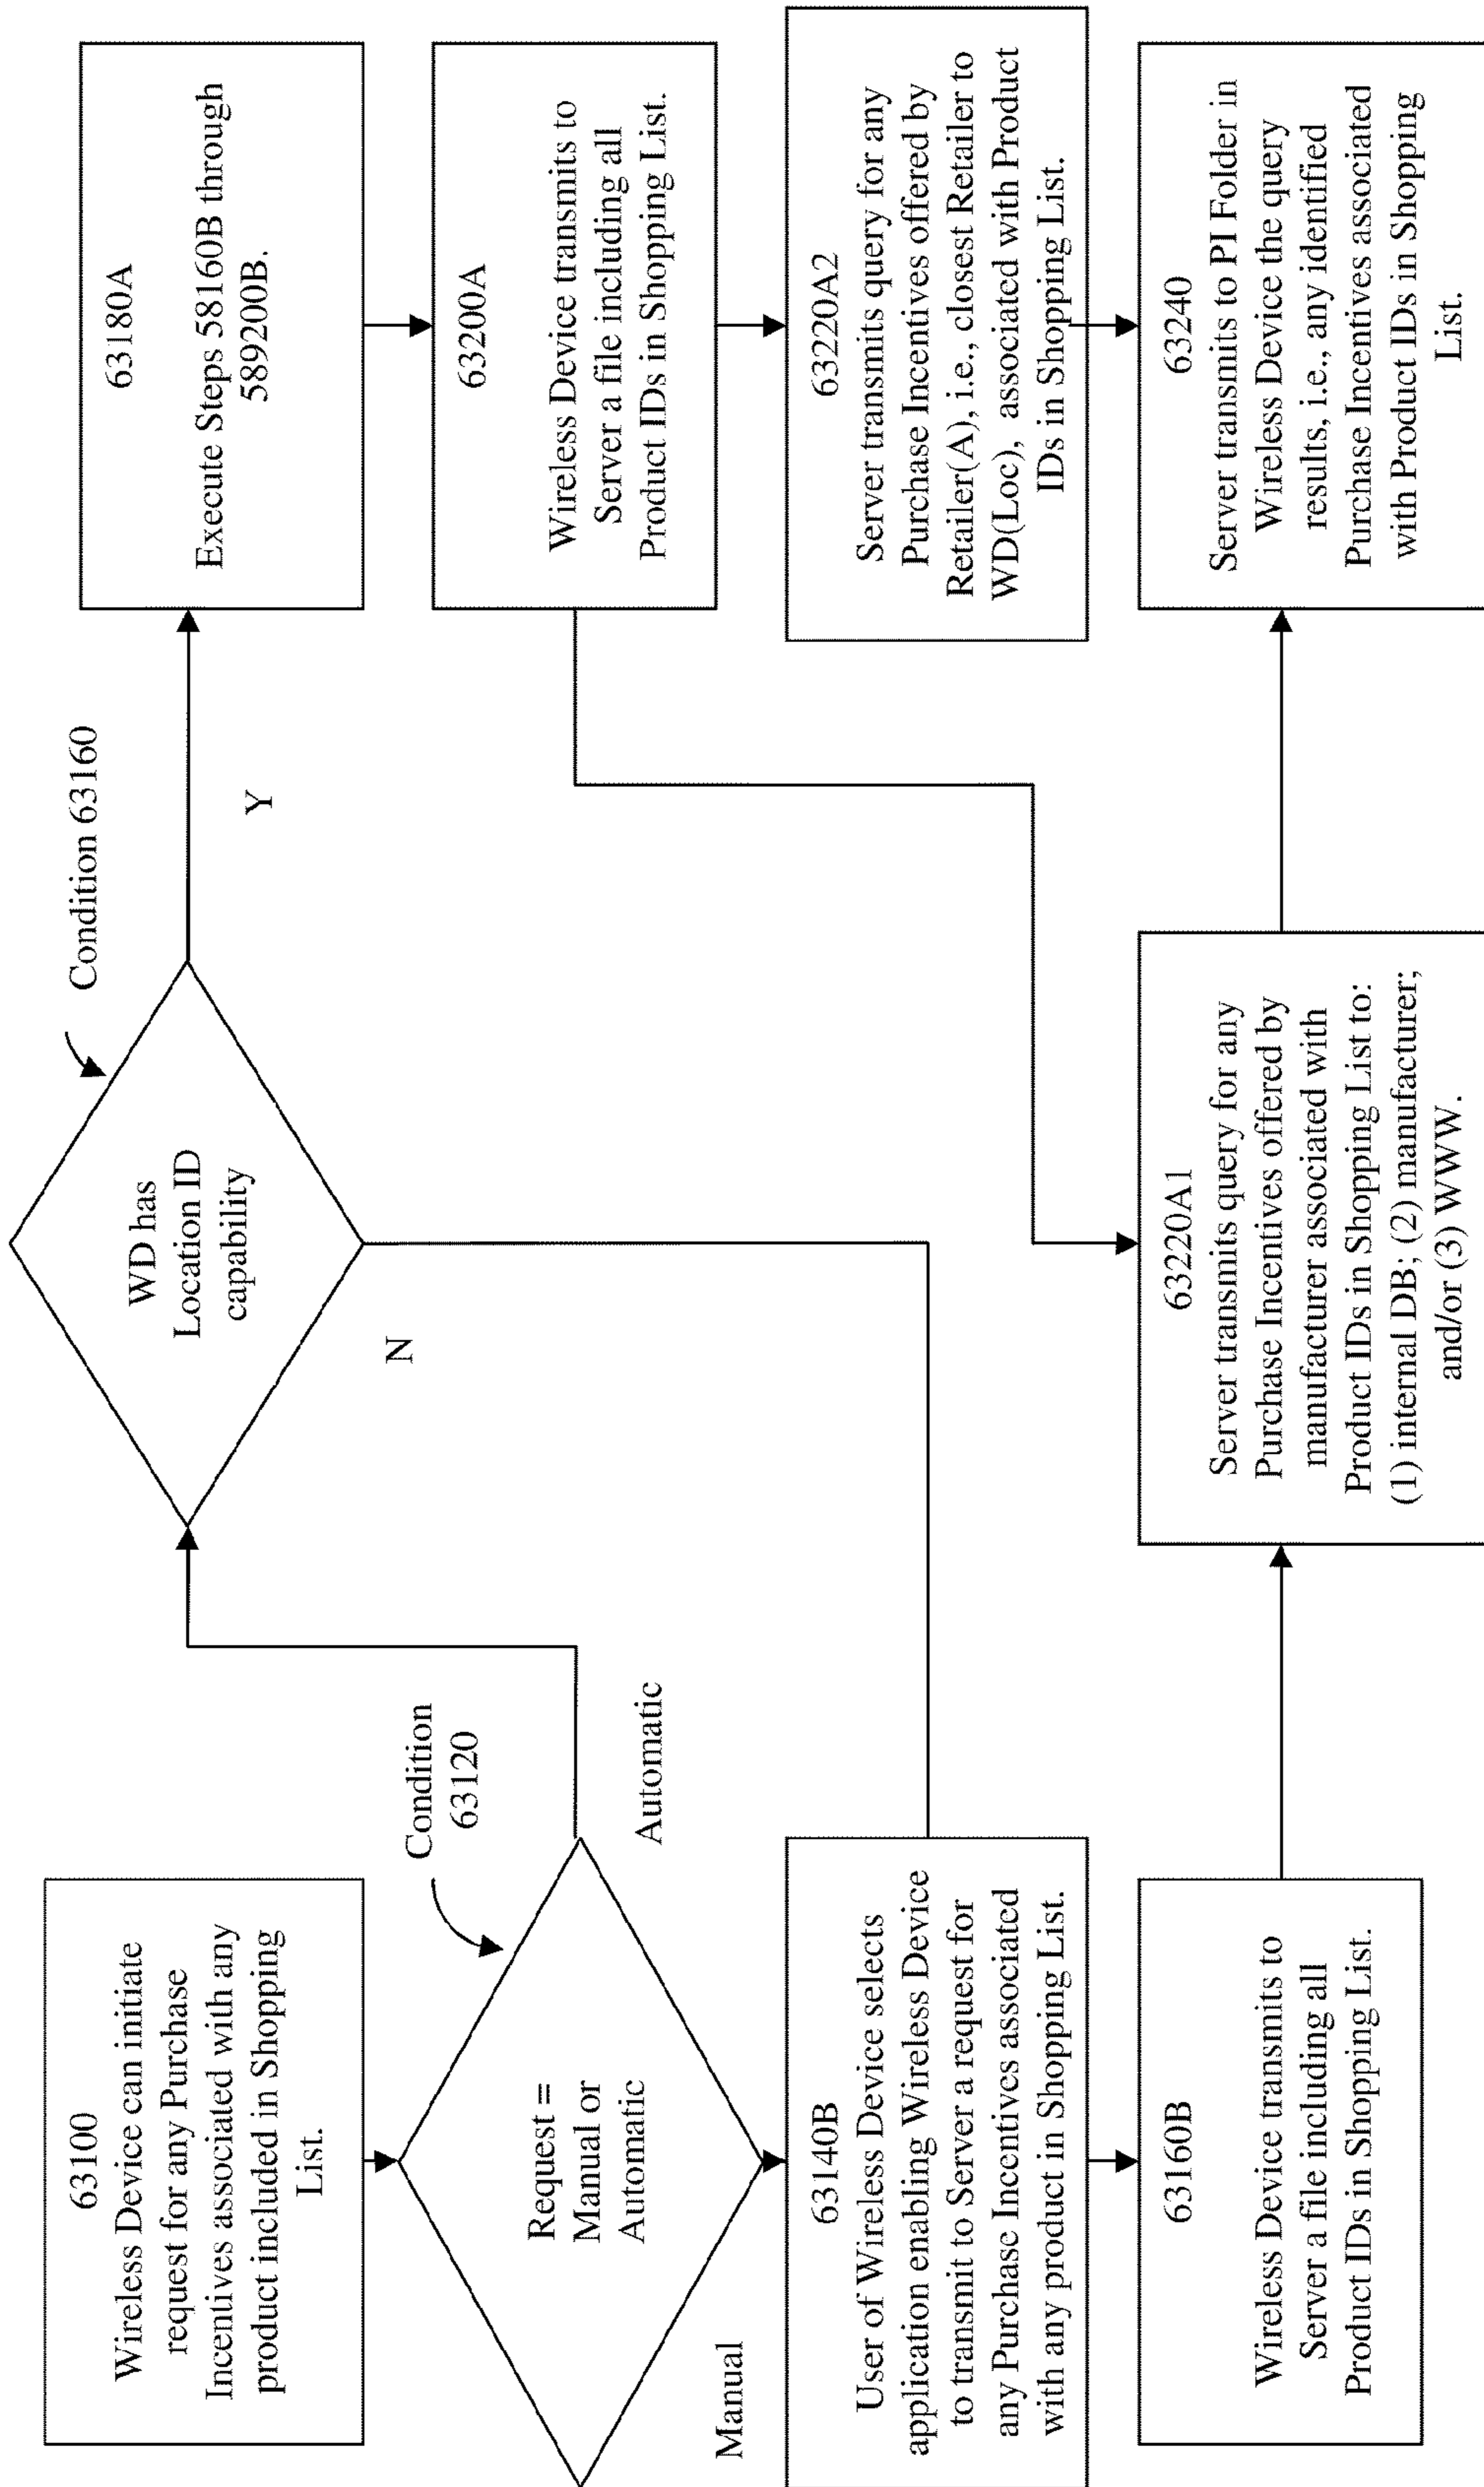 63100
Wireless Device can initiate
request for any Purchase
Incentives associated with any
product included in Shopping
List.
Condition
63120
Request =
Manual or
Automatic
Automatic
Manual
63140B
User of Wireless Device selects
application enabling Wireless Device
to transmit to Server a request for
any Purchase Incentives associated
with any product in Shopping List.
63160B
Wireless Device transmits to
Server a file including all
Product IDs in Shopping List.
Condition 63160
WD has
Location ID
capability
Y
N
63220A1
Server transmits query for any
Purchase Incentives offered by
manufacturer associated with
Product IDs in Shopping List to:
(1) internal DB; (2) manufacturer;
and/or (3) WWW.
63180A
Execute Steps 58160B through
589200B.
63200A
Wireless Device transmits to
Server a file including all
Product IDs in Shopping List.
63220A2
Server transmits query for any
Purchase Incentives offered by
Retailer(A), i.e., closest Retailer to
WD(Loc), associated with Product
IDs in Shopping List.
63240
Server transmits to PI Folder in
Wireless Device the query
results, i.e., any identified
Purchase Incentives associated
with Product IDs in Shopping
List.